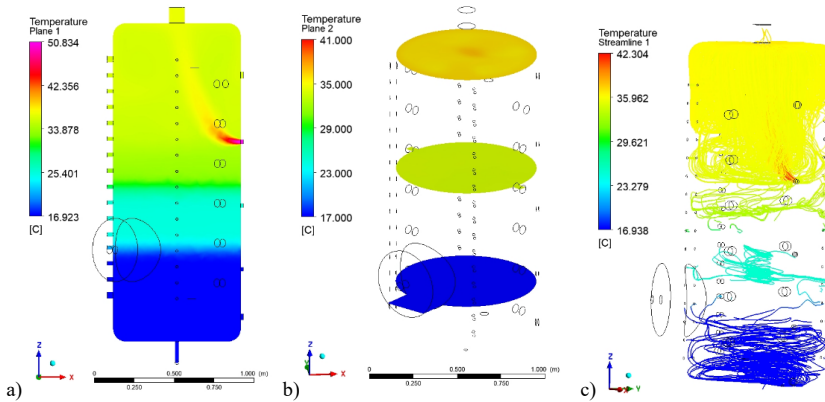 Temperature
Plane 1
50.834
42.356
33.878
25.401
16.923
[C]
Z
X
0 0.500 1.000 (m)
0.250 0.750
a)
Temperature
Plane 2
41.000
35.000
29.000
23.000
17.000
[C]
Z
Y
X
0 0.500 1.000 (m)
0.250 0.750
b)
Temperature
Streamline 1
42.304
35.962
29.621
23.279
16.938
[C]
Z
X
Y
c)